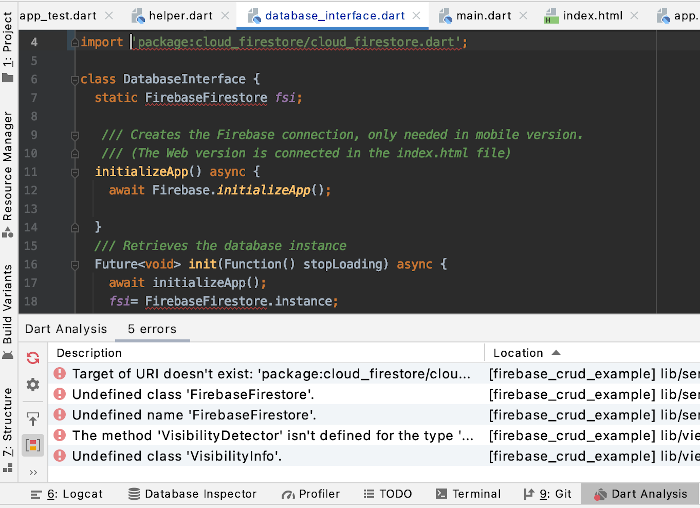 app_test.dart
helper.dart
database_interface.dart
main.dart
index.html
app.
1: Project
Resource Manager
Build Variants
7: Structure
4 import 'package:cloud_firestore/cloud_firestore.dart';
5
6 class DatabaseInterface {
7 static FirebaseFirestore fsi;
8
9 /// Creates the Firebase connection, only needed in mobile version.
10 /// (The Web version is connected in the index.html file)
11 initializeApp() async {
12 await Firebase.initializeApp();
13
14 }
15 /// Retrieves the database instance
16 Future<void> init(Function() stopLoading) async {
17 await initializeApp();
18 fsi= FirebaseFirestore.instance;
Dart Analysis 5 errors
Description Location
Target of URI doesn't exist: 'package:cloud_firestore/clou... [firebase_crud_example] lib/ser
Undefined class 'FirebaseFirestore'. [firebase_crud_example] lib/ser
Undefined name 'FirebaseFirestore'. [firebase_crud_example] lib/ser
The method 'VisibilityDetector' isn't defined for the type '... [firebase_crud_example] lib/vie
Undefined class 'VisibilityInfo'. [firebase_crud_example] lib/vie
6: Logcat Database Inspector Profiler TODO Terminal 9: Git Dart Analysis